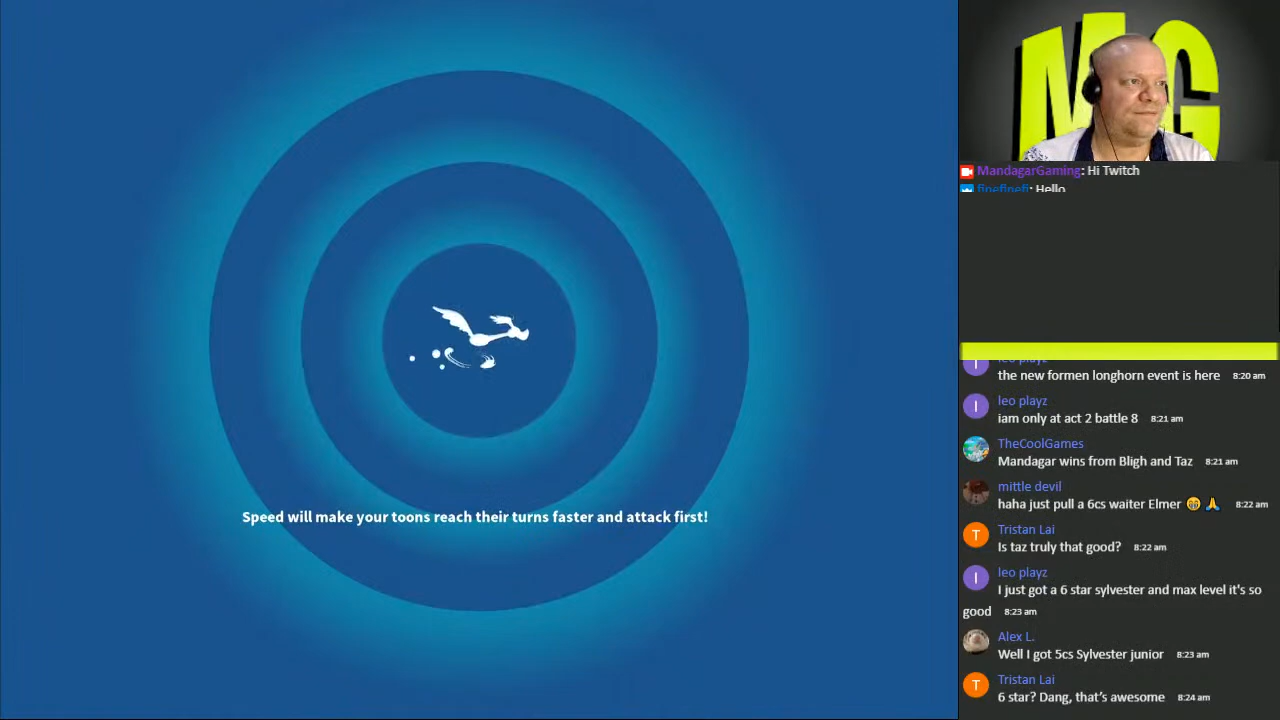 MG
MandagarGaming: Hi Twitch
finefinefi: Hello
Speed will make your toons reach their turns faster and attack first!
leo playz
the new formen longhorn event is here 8:20 am
leo playz
iam only at act 2 battle 8 8:21 am
TheCoolGames
Mandagar wins from Bligh and Taz 8:21 am
mittle devil
haha just pull a 6cs waiter Elmer 😁 🙏 8:22 am
T
Tristan Lai
Is taz truly that good? 8:22 am
l
leo playz
I just got a 6 star sylvester and max level it's so
good 8:23 am
Alex L.
Well I got 5cs Sylvester junior 8:23 am
T
Tristan Lai
6 star? Dang, that's awesome 8:24 am